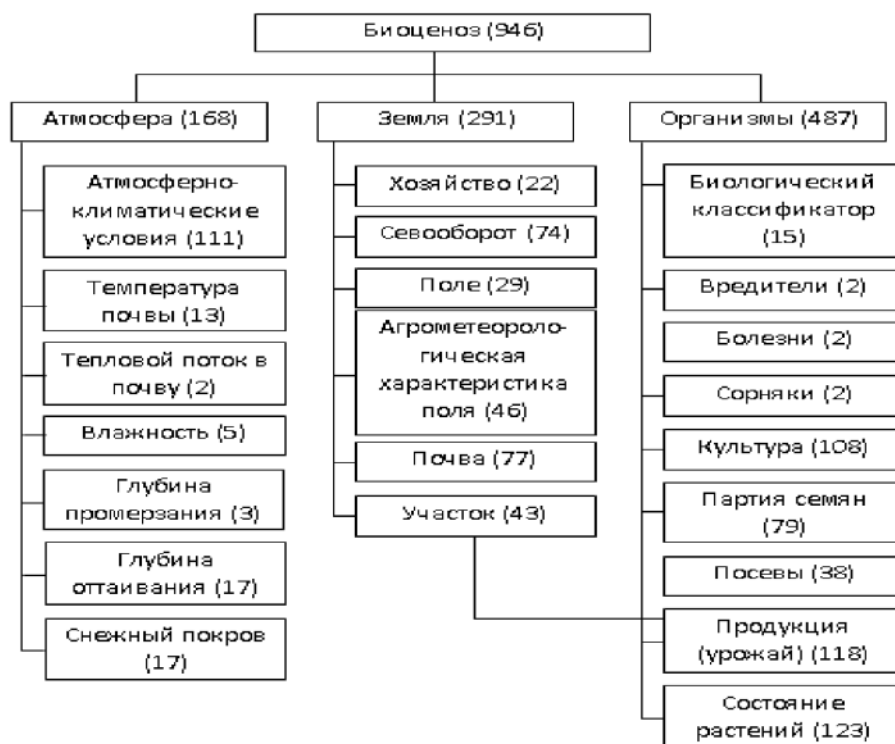 Биоценоз (946)
Атмосфера (168)
Атмосферно-
климатические
условия (111)
Температура
почвы (13)
Тепловой поток в
почву (2)
Влажность (5)
Глубина
промерзания (3)
Глубина
оттаивания (17)
Снежный покров
(17)
Земля (291)
Хозяйство (22)
Севооборот (74)
Поле (29)
Агрометеороло-
гическая
характеристика
поля (46)
Почва (77)
Участок (43)
Организмы (487)
Биологический
классификатор
(15)
Вредители (2)
Болезни (2)
Сорняки (2)
Культура (108)
Партия семян
(79)
Посевы (38)
Продукция
(урожай) (118)
Состояние
растений (123)